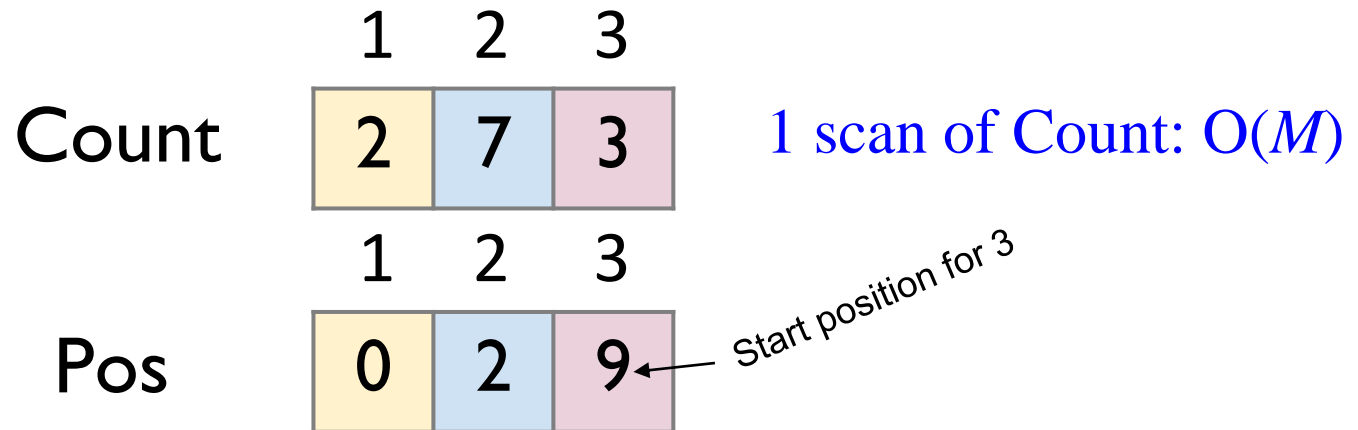 1 2 3
Count 2 7 3 1 scan of Count: O(M)
1 2 3
Start position for 3
Pos 0 2 9